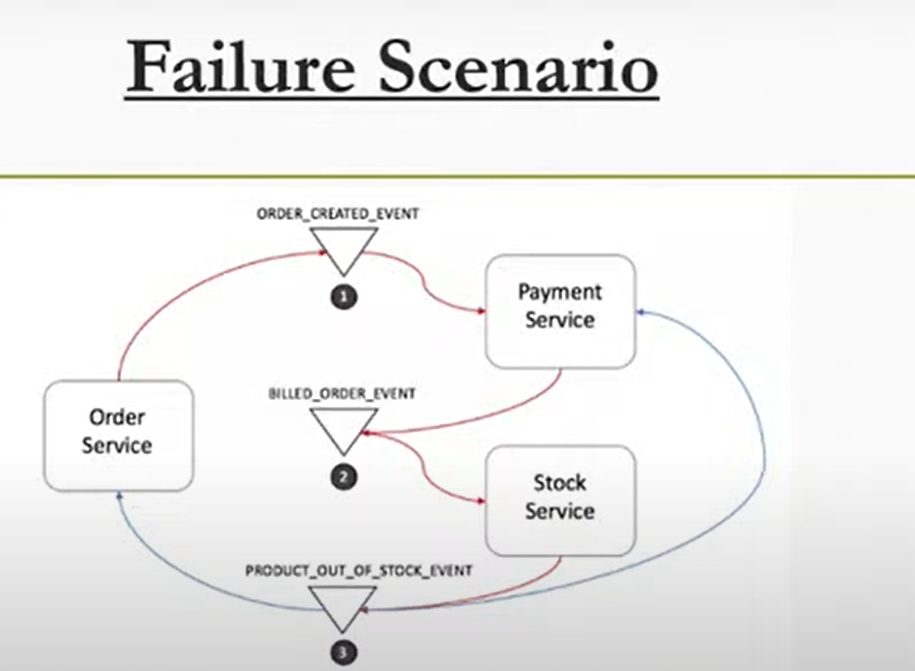 Failure Scenario
ORDER_CREATED_EVENT
1
Payment
Service
BILLED_ORDER_EVENT
2
Order
Service
Stock
Service
PRODUCT_OUT_OF_STOCK_EVENT
3